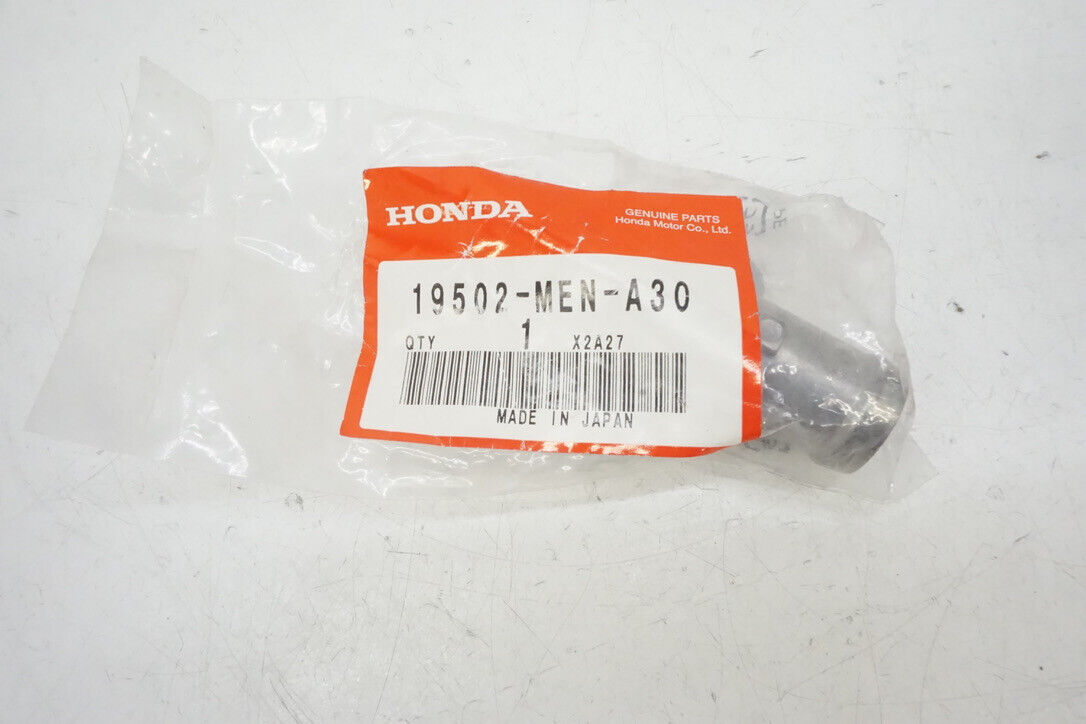 HONDA
GENUINE PARTS
Honda Motor Co., Ltd.
19502-MEN-A30
QTY 1 X2A27
MADE IN JAPAN